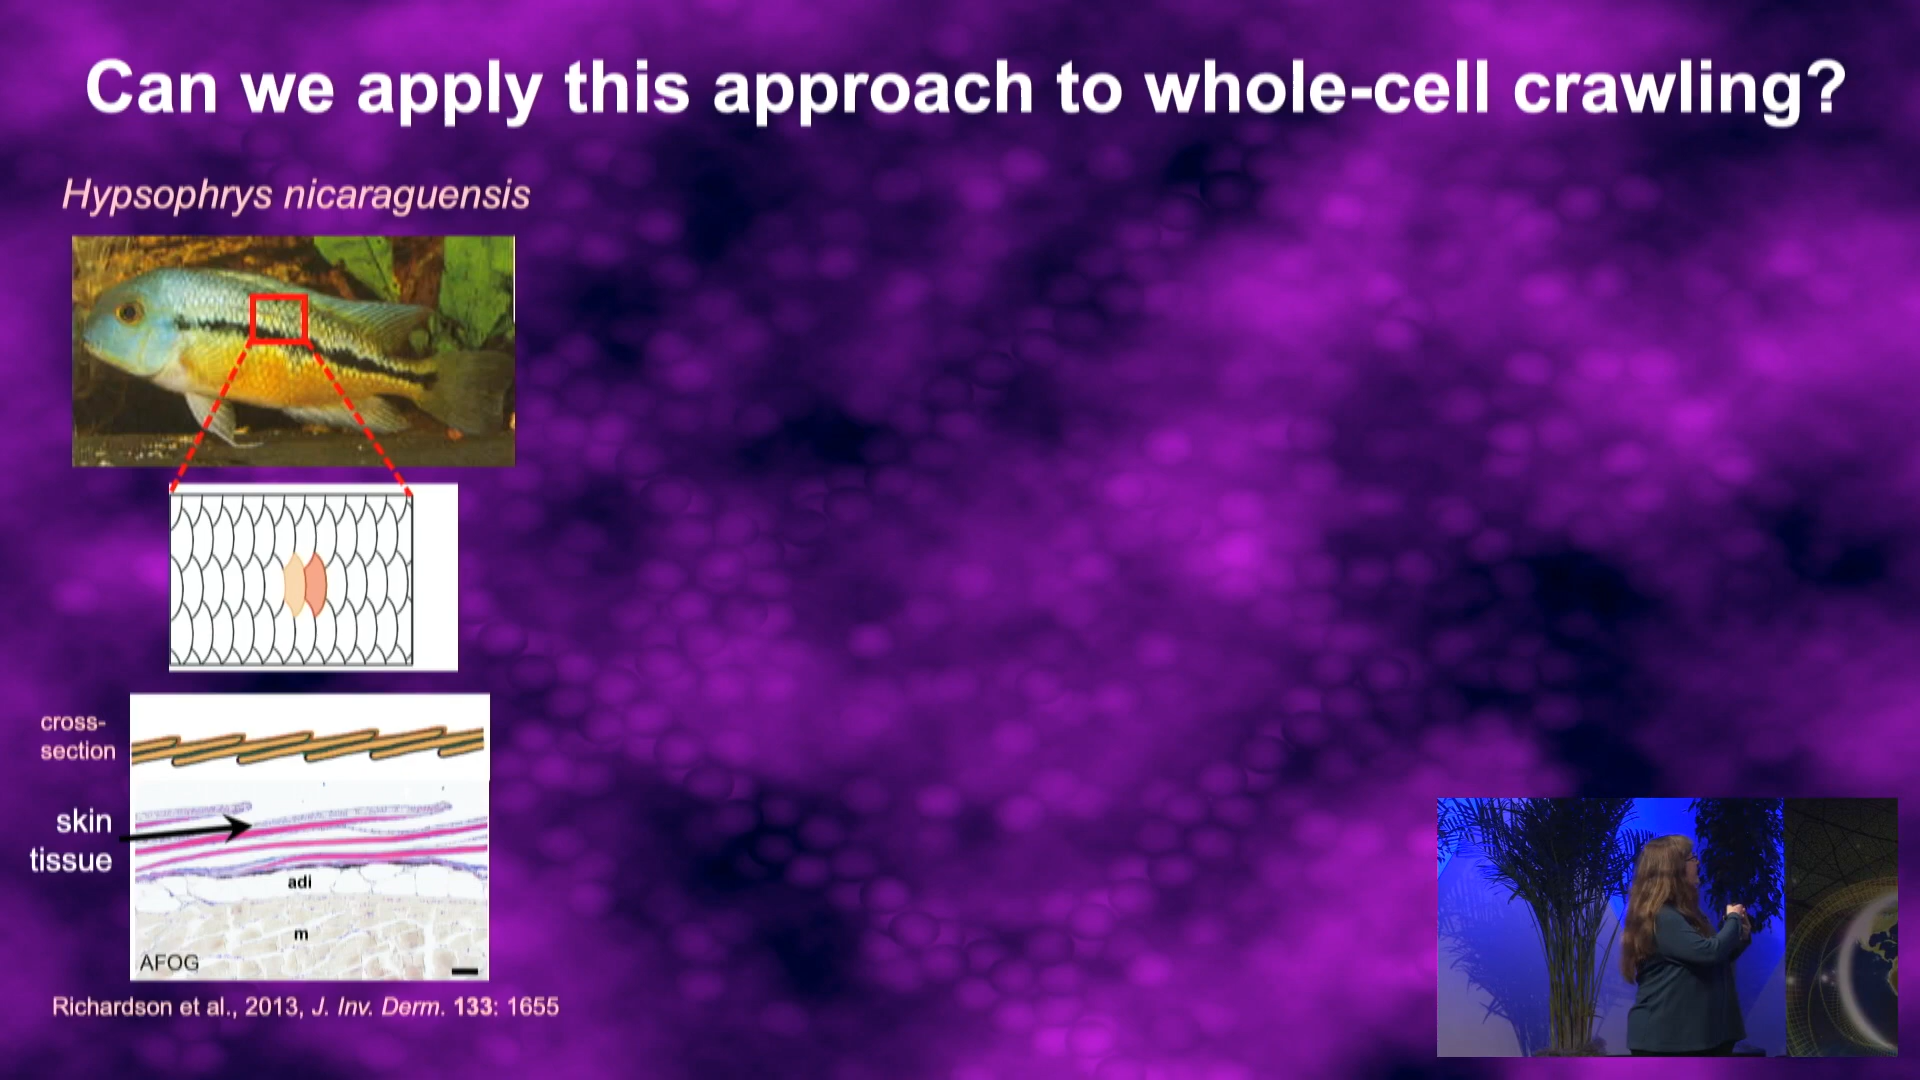 Can we apply this approach to whole-cell crawling?
Hypsophrys nicaraguensis
cross-
section
skin
tissue
adi
m
AFOG
Richardson et al., 2013, J. Inv. Derm. 133: 1655